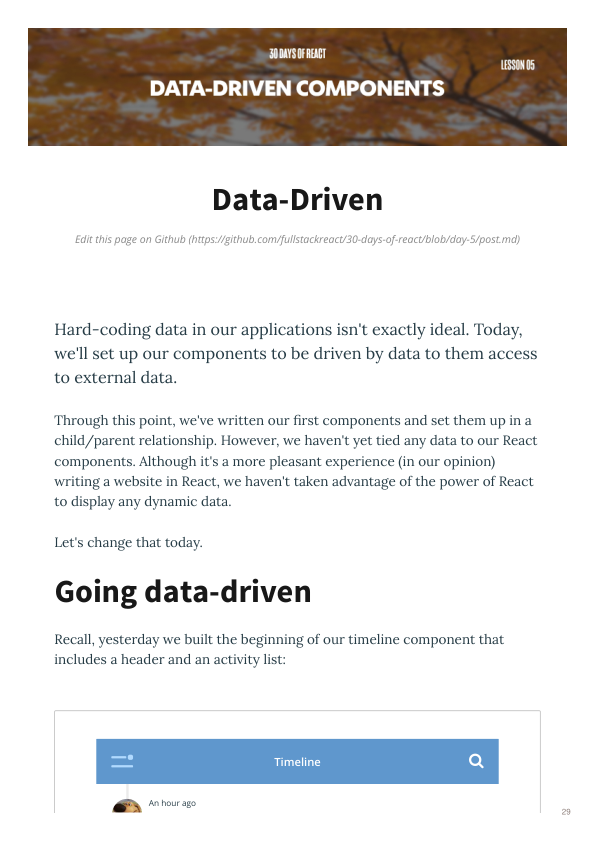 30 DAYS OF REACT
LESSON 05
DATA-DRIVEN COMPONENTS
Data-Driven
Edit this page on Github (https://github.com/fullstackreact/30-days-of-react/blob/day-5/post.md)
Hard-coding data in our applications isn't exactly ideal. Today,
we'll set up our components to be driven by data to them access
to external data.
Through this point, we've written our first components and set them up in a
child/parent relationship. However, we haven't yet tied any data to our React
components. Although it's a more pleasant experience (in our opinion)
writing a website in React, we haven't taken advantage of the power of React
to display any dynamic data.
Let's change that today.
Going data-driven
Recall, yesterday we built the beginning of our timeline component that
includes a header and an activity list:
Timeline
An hour ago
29